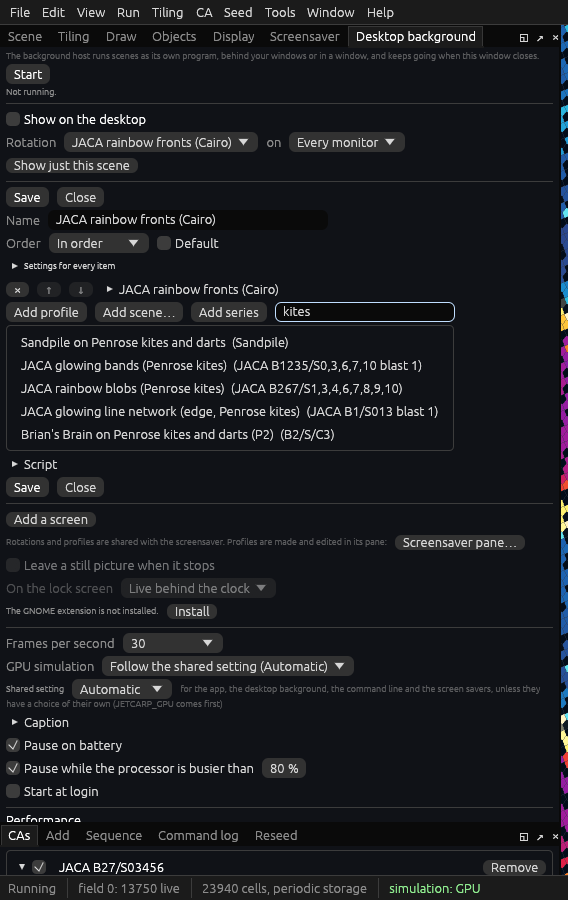 File Edit View Run Tiling CA Seed Tools Window Help
Scene Tiling Draw Objects Display Screensaver Desktop background
The background host runs scenes as its own program, behind your windows or in a window, and keeps going when this window closes.
Start
Not running.
Show on the desktop
Rotation JACA rainbow fronts (Cairo) on Every monitor
Show just this scene
Save Close
Name JACA rainbow fronts (Cairo)
Order In order Default
Settings for every item
JACA rainbow fronts (Cairo)
Add profile Add scene... Add series kites
Sandpile on Penrose kites and darts (Sandpile)
JACA glowing bands (Penrose kites) (JACA B1235/S0,3,6,7,10 blast 1)
JACA rainbow blobs (Penrose kites) (JACA B267/S1,3,4,6,7,8,9,10)
JACA glowing line network (edge, Penrose kites) (JACA B1/S013 blast 1)
Brian's Brain on Penrose kites and darts (P2) (B2/S/C3)
Script
Save Close
Add a screen
Rotations and profiles are shared with the screensaver. Profiles are made and edited in its pane: Screensaver pane...
Leave a still picture when it stops
On the lock screen Live behind the clock
The GNOME extension is not installed. Install
Frames per second 30
GPU simulation Follow the shared setting (Automatic)
Shared setting Automatic for the app, the desktop background, the command line and the screen savers, unless they
have a choice of their own (JETCARP_GPU comes first)
Caption
Pause on battery
Pause while the processor is busier than 80 %
Start at login
Performance
CAs Add Sequence Command log Reseed
JACA B27/S03456 Remove
Running field 0: 13750 live 23940 cells, periodic storage simulation: GPU